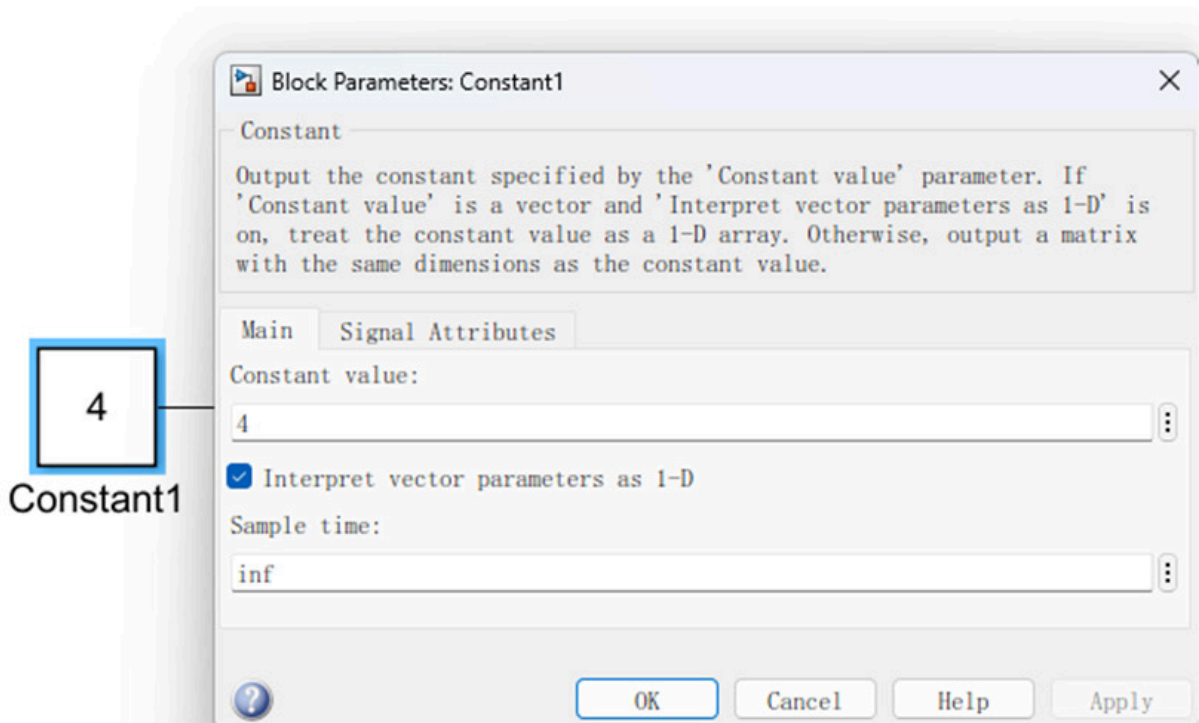 Block Parameters: Constant1
Constant
Output the constant specified by the 'Constant value' parameter. If
'Constant value' is a vector and 'Interpret vector parameters as 1-D' is
on, treat the constant value as a 1-D array. Otherwise, output a matrix
with the same dimensions as the constant value.
Main Signal Attributes
Constant value:
4
Interpret vector parameters as 1-D
Sample time:
inf
OK Cancel Help Apply
4
Constant1